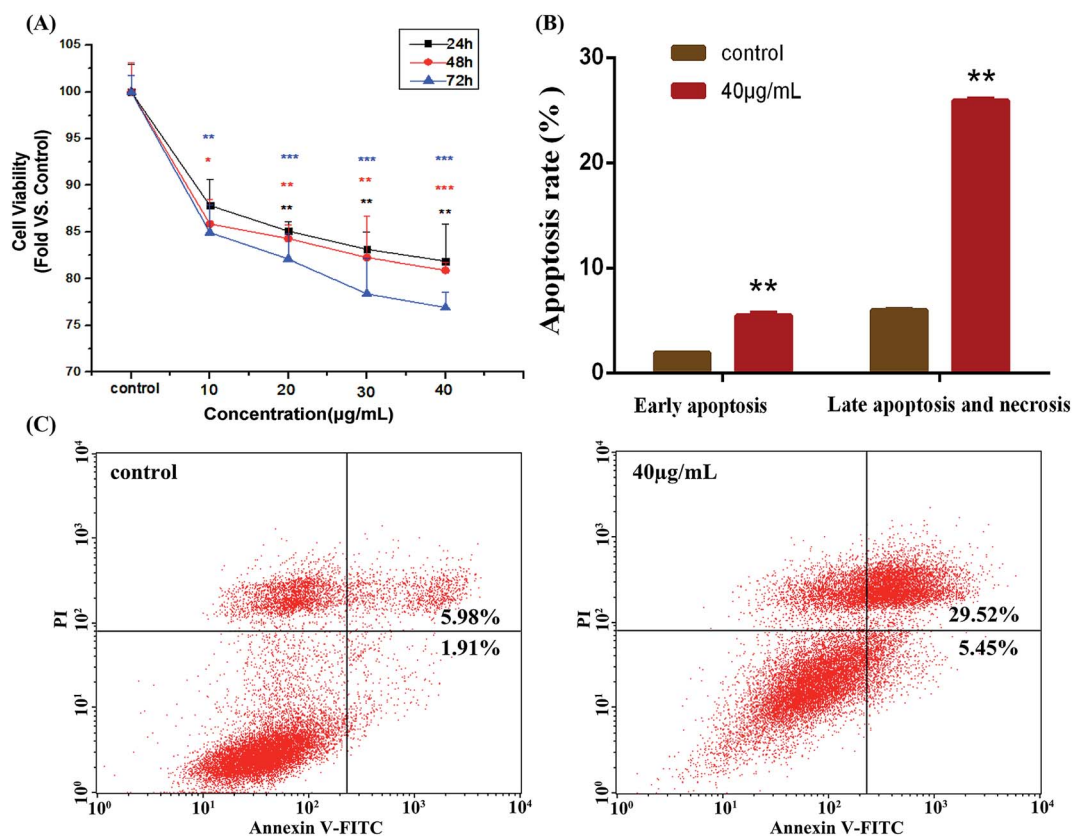 (A)
105
100
95
90
85
80
75
70
Cell Viability
(Fold VS. Control)
24h
48h
72h
** 
*
***
**
**
***
**
**
***
***
**
control
10
20
30
40
Concentration(μg/mL)
(B)
control
40μg/mL
30
20
10
0
Apoptosis rate (%)
**
**
Early apoptosis
Late apoptosis and necrosis
(C)
control
10⁴
10³
10²
10¹
10⁰
PI
5.98%
1.91%
10⁰
10¹
10²
10³
10⁴
Annexin V-FITC
40μg/mL
10⁴
10³
10²
10¹
10⁰
PI
29.52%
5.45%
10⁰
10¹
10²
10³
10⁴
Annexin V-FITC